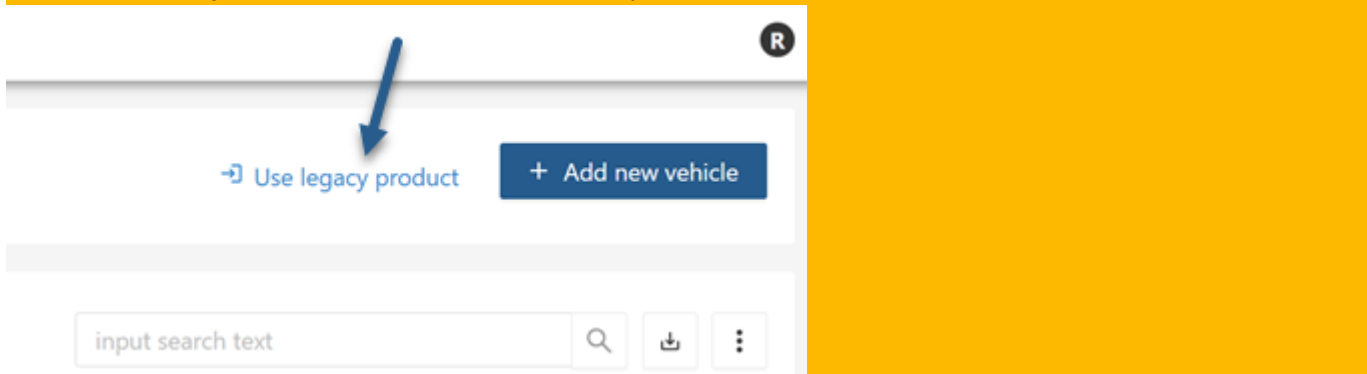 R
Use legacy product
+ Add new vehicle
input search text